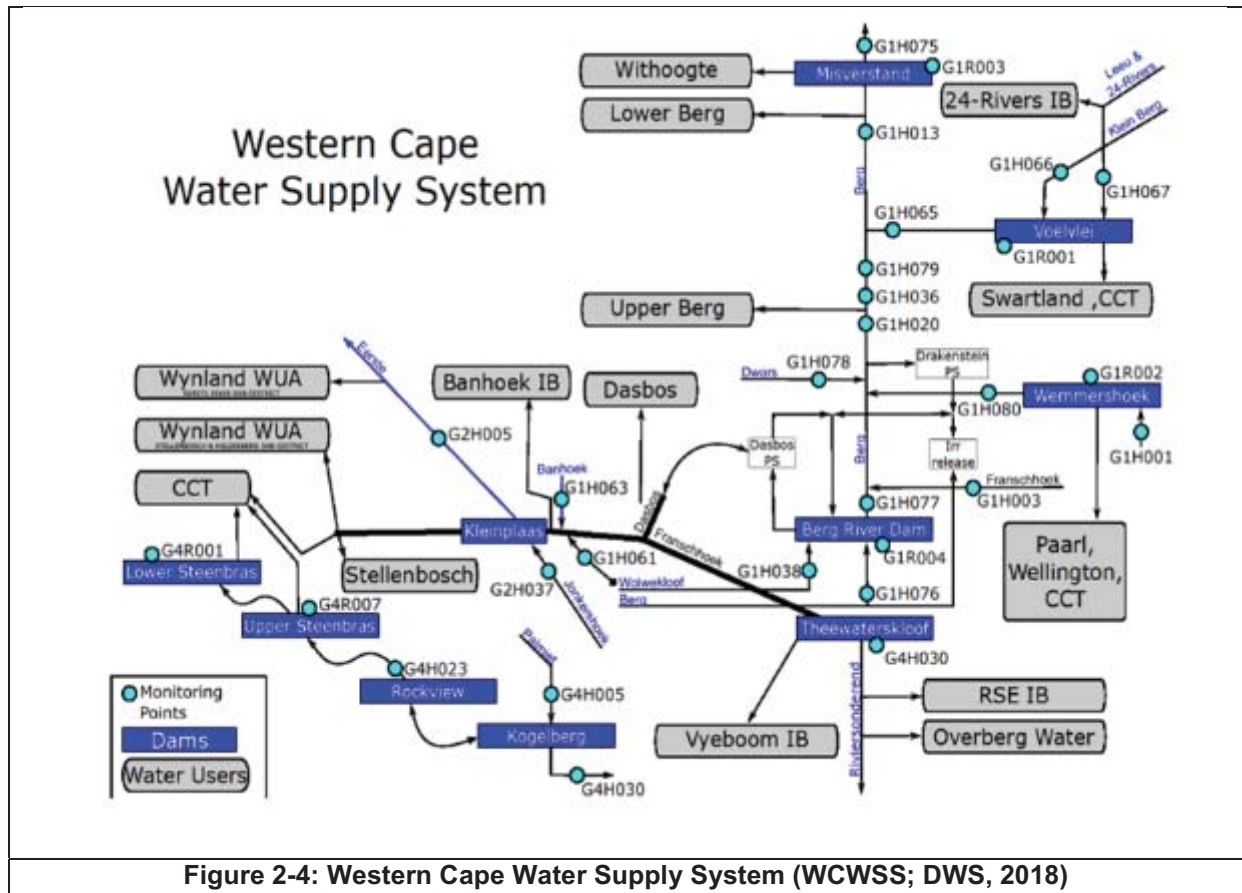 Western Cape
Water Supply System
G1H075
Withoogte
Misverstand
G1R003
Leeu &
24-Rivers
24-Rivers IB
Lower Berg
G1H013
Klein Berg
G1H066
G1H067
Berg
G1H065
Voelvlei
G1R001
G1H079
Swartland ,CCT
Upper Berg
G1H036
G1H020
Eerste
Wynland WUA
Banhoek IB
Dasbos
G1H078
Dwars
Drakenstein
PS
G1R002
Wemmershoek
G1H080
G1H001
G2H005
Wynland WUA
Dasbos
PS
Irr
release
Berg
Banhoek
G1H063
CCT
Dasbos
Franschhoek
G1H003
G1H077
Kleinplaas
Franschhoek
Berg River Dam
G1R004
Paarl,
Wellington,
CCT
G4R001
Lower Steenbras
Stellenbosch
G1H061
G2H037
Jonkershoek
Wolwekloof
G1H038
Berg
G1H076
G4R007
Upper Steenbras
Theewaterskloof
G4H030
Palmiet
G4H023
Rockview
G4H005
Monitoring
Points
Dams
Water Users
Kogelberg
G4H030
Vyeboom IB
Riviersonderend
RSE IB
Overberg Water
Figure 2-4: Western Cape Water Supply System (WCWSS; DWS, 2018)